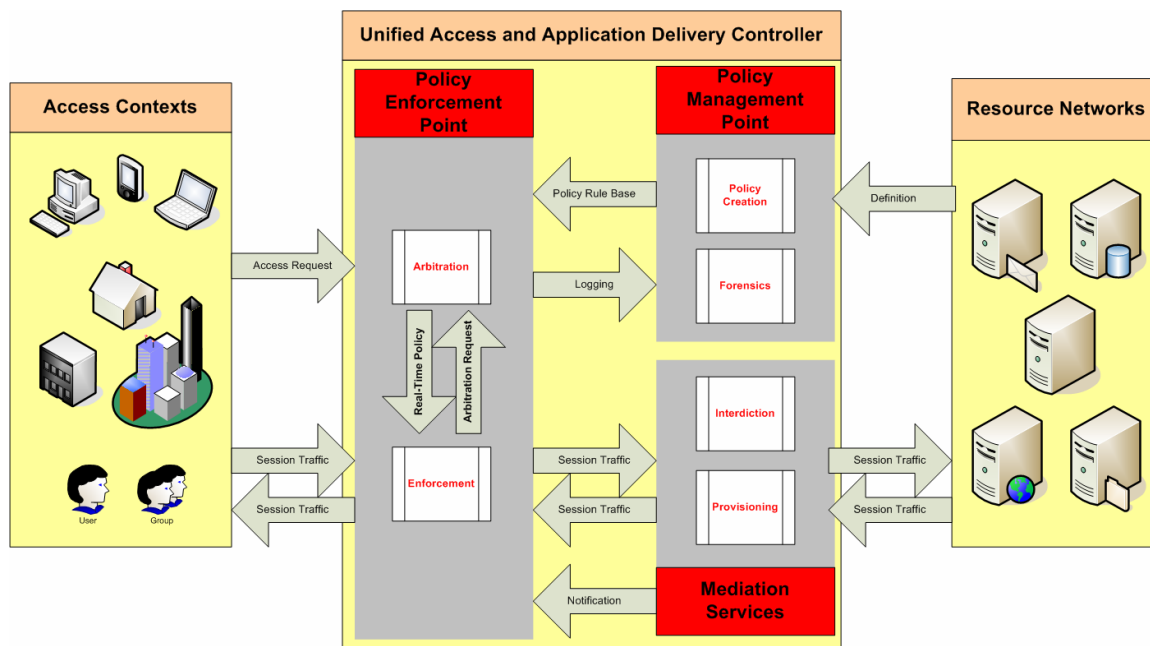 Unified Access and Application Delivery Controller
Access Contexts
Policy
Enforcement
Point
Policy
Management
Point
Resource Networks
Policy Rule Base
Policy
Creation
Definition
Access Request
Arbitration
Logging
Forensics
Real-Time Policy
Arbitration Request
Interdiction
Session Traffic
Enforcement
Session Traffic
Session Traffic
Session Traffic
Session Traffic
Provisioning
Session Traffic
User
Group
Notification
Mediation
Services